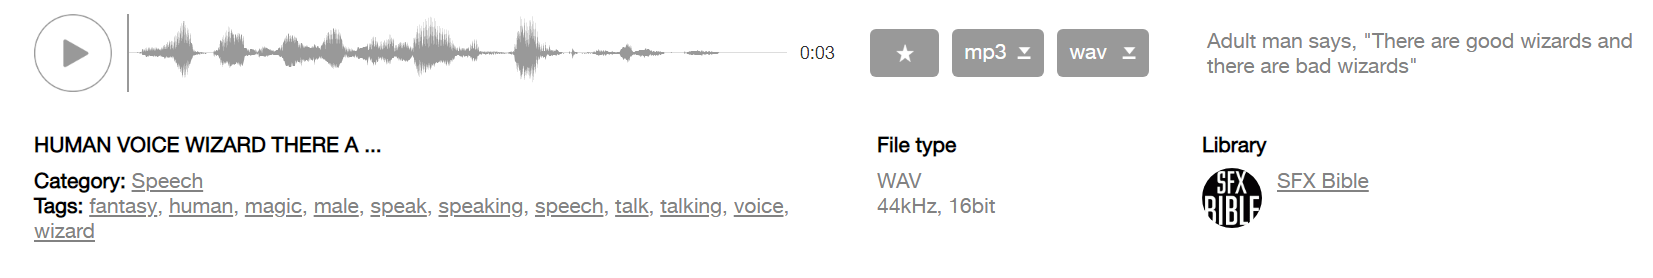 0:03
mp3
wav
Adult man says, "There are good wizards and
there are bad wizards"
HUMAN VOICE WIZARD THERE A ...
Category: Speech
Tags: fantasy, human, magic, male, speak, speaking, speech, talk, talking, voice,
wizard
File type
WAV
44kHz, 16bit
Library
SFX
BIBLE
SFX Bible